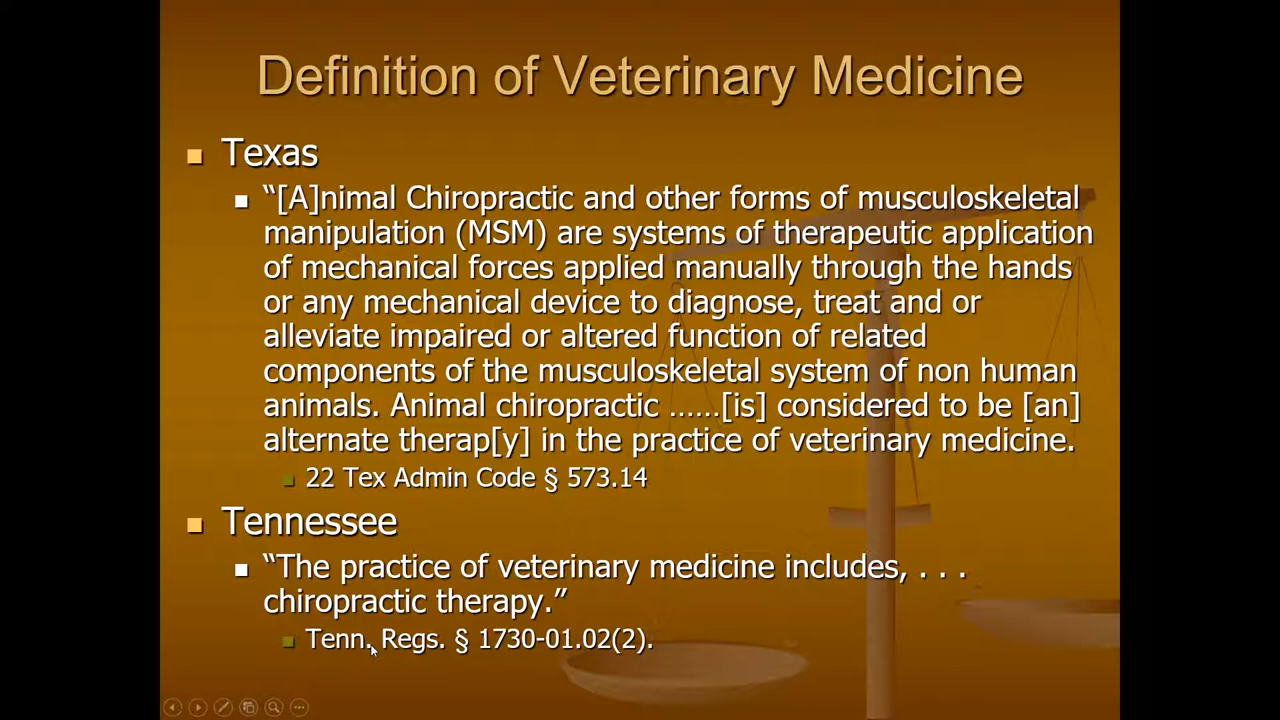 Definition of Veterinary Medicine
Texas
“[A]nimal Chiropractic and other forms of musculoskeletal
manipulation (MSM) are systems of therapeutic application
of mechanical forces applied manually through the hands
or any mechanical device to diagnose, treat and or
alleviate impaired or altered function of related
components of the musculoskeletal system of non human
animals. Animal chiropractic ……[is] considered to be [an]
alternate therap[y] in the practice of veterinary medicine.
22 Tex Admin Code § 573.14
Tennessee
“The practice of veterinary medicine includes, . . .
chiropractic therapy.”
Tenn. Regs. § 1730-01.02(2).